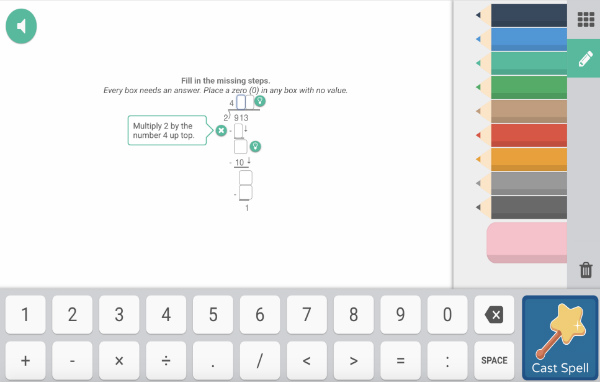 Fill in the missing steps.
Every box needs an answer. Place a zero (0) in any box with no value.
4
2 913
Multiply 2 by the
number 4 up top.
-
- 10
-
1
1 2 3 4 5 6 7 8 9 0
+ - × ÷ . / < > = : SPACE
Cast Spell